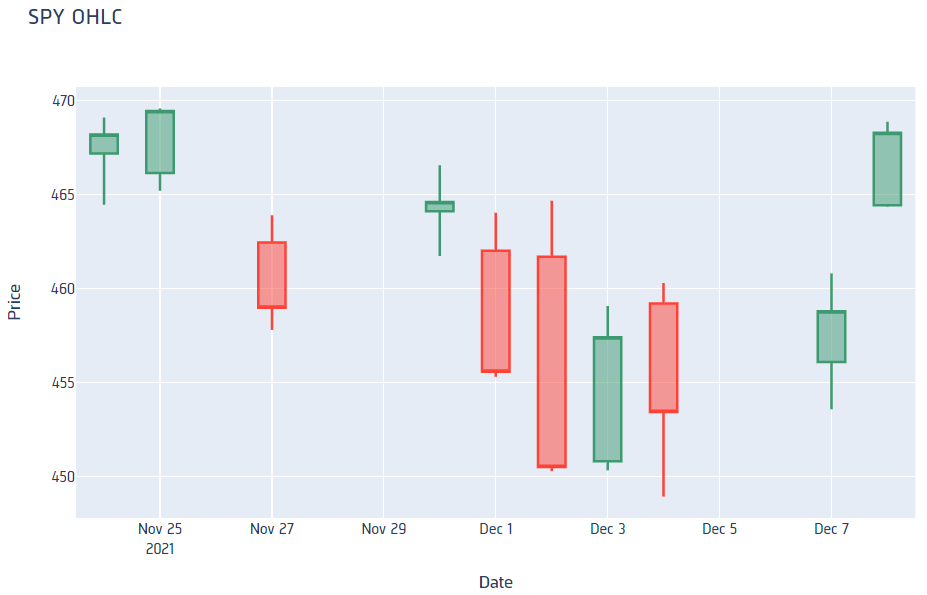 SPY OHLC
470
465
460
455
450
Price
Nov 25
2021
Nov 27
Nov 29
Dec 1
Dec 3
Dec 5
Dec 7
Date